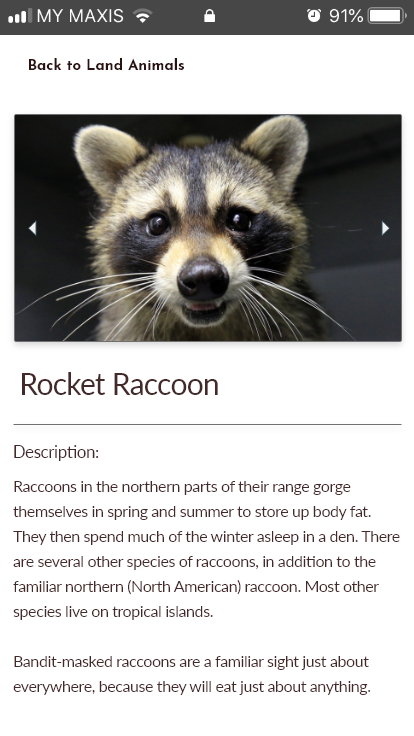 MY MAXIS 91%
Back to Land Animals
Rocket Raccoon
Description:
Raccoons in the northern parts of their range gorge
themselves in spring and summer to store up body fat.
They then spend much of the winter asleep in a den. There
are several other species of raccoons, in addition to the
familiar northern (North American) raccoon. Most other
species live on tropical islands.
Bandit-masked raccoons are a familiar sight just about
everywhere, because they will eat just about anything.